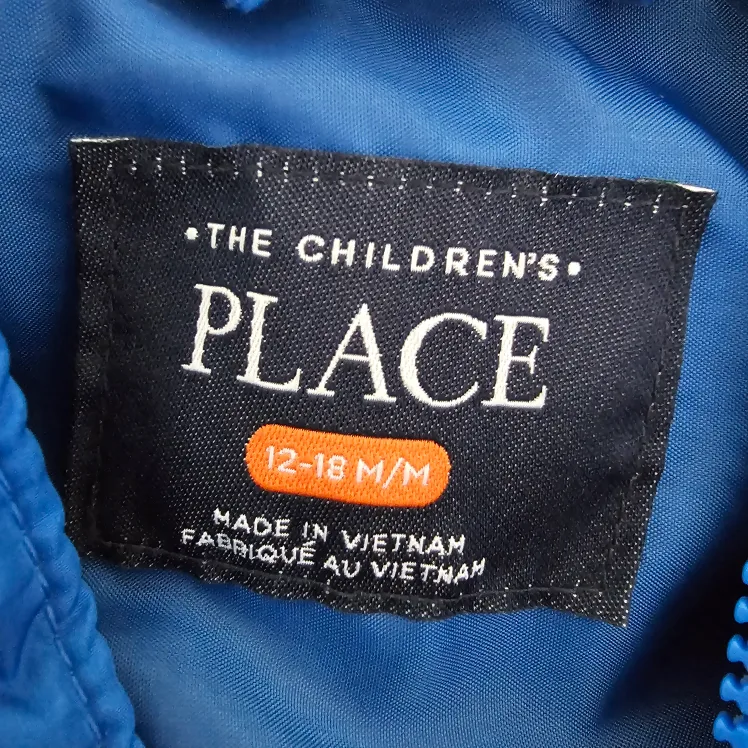 •THE CHILDREN'S•
PLACE
12-18 M/M
MADE IN VIETNAM
FABRIQUÉ AU VIETNAM